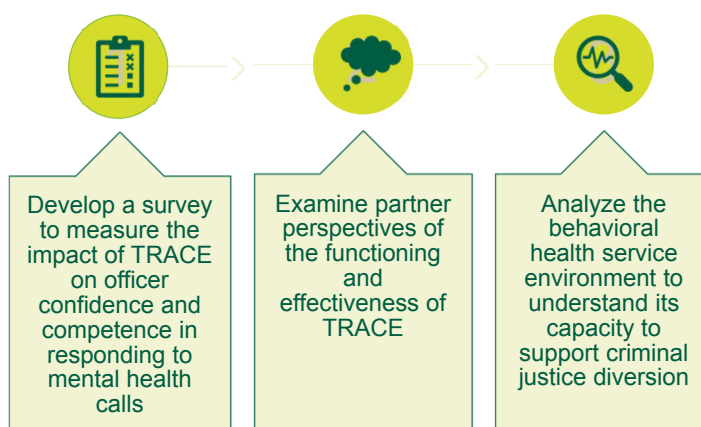 Develop a survey
to measure the
impact of TRACE
on officer
confidence and
competence in
responding to
mental health
calls
Examine partner
perspectives of
the functioning
and
effectiveness of
TRACE
Analyze the
behavioral
health service
environment to
understand its
capacity to
support criminal
justice diversion